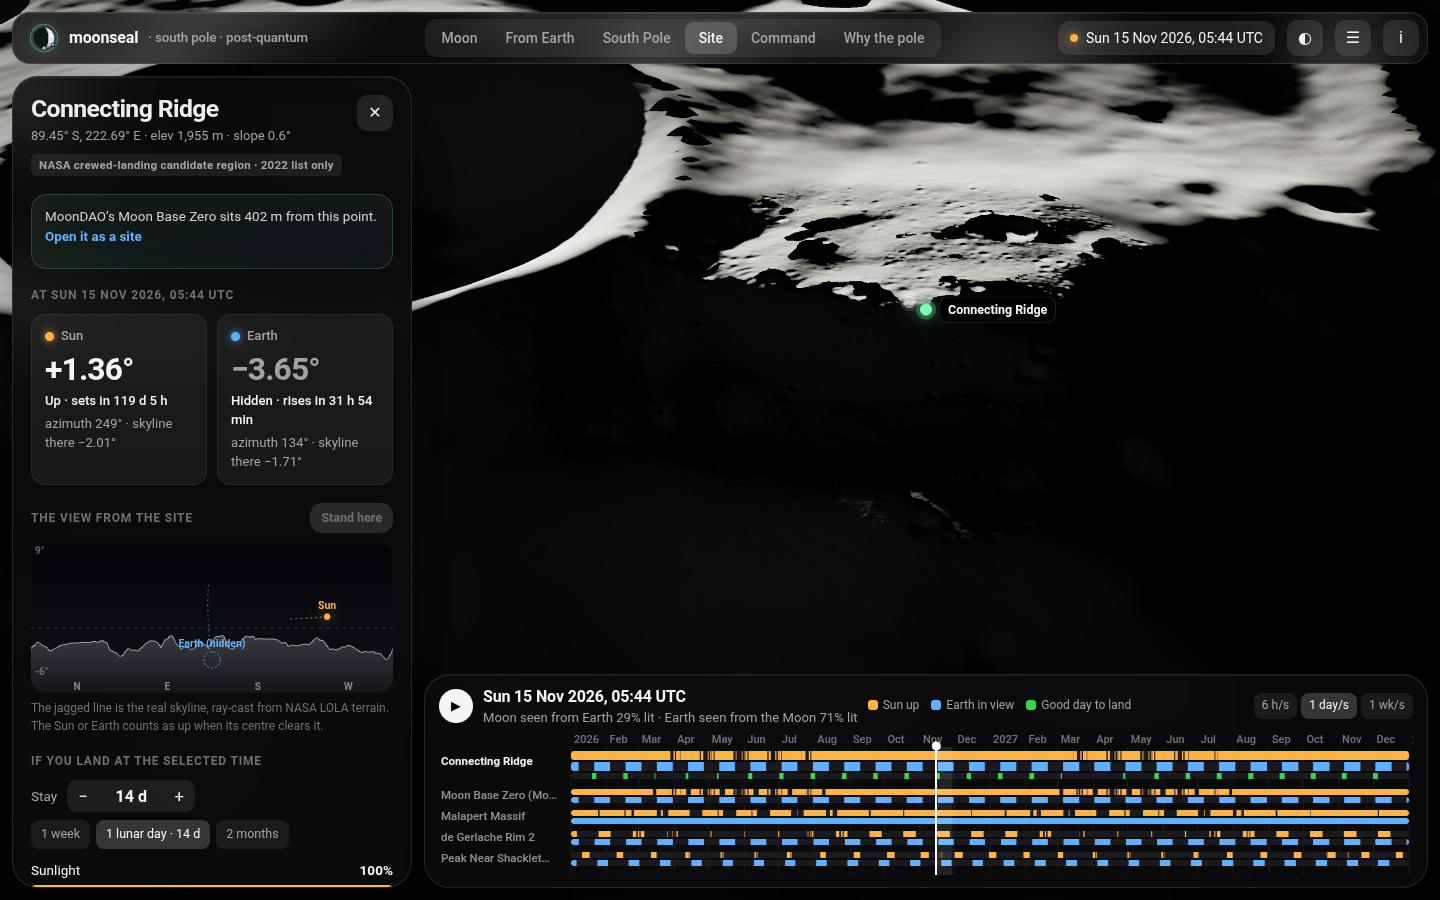 moonseal · south pole · post-quantum
Moon From Earth South Pole Site Command Why the pole
Sun 15 Nov 2026, 05:44 UTC
i
Connecting Ridge
✕
89.45° S, 222.69° E · elev 1,955 m · slope 0.6°
NASA crewed-landing candidate region · 2022 list only
MoonDAO's Moon Base Zero sits 402 m from this point.
Open it as a site
AT SUN 15 NOV 2026, 05:44 UTC
Sun
+1.36°
Up · sets in 119 d 5 h
azimuth 249° · skyline
there −2.01°
Earth
−3.65°
Hidden · rises in 31 h 54
min
azimuth 134° · skyline
there −1.71°
THE VIEW FROM THE SITE
Stand here
9°
Sun
Earth (hidden)
-6°
N E S W
The jagged line is the real skyline, ray-cast from NASA LOLA terrain.
The Sun or Earth counts as up when its centre clears it.
IF YOU LAND AT THE SELECTED TIME
Stay − 14 d +
1 week 1 lunar day · 14 d 2 months
Sunlight 100%
Connecting Ridge
Sun 15 Nov 2026, 05:44 UTC
Moon seen from Earth 29% lit · Earth seen from the Moon 71% lit
Sun up Earth in view Good day to land
6 h/s 1 day/s 1 wk/s
2026 Feb Mar Apr May Jun Jul Aug Sep Oct Nov Dec 2027 Feb Mar Apr May Jun Jul Aug Sep Oct Nov Dec
Connecting Ridge
Moon Base Zero (Mo…
Malapert Massif
de Gerlache Rim 2
Peak Near Shacklet…